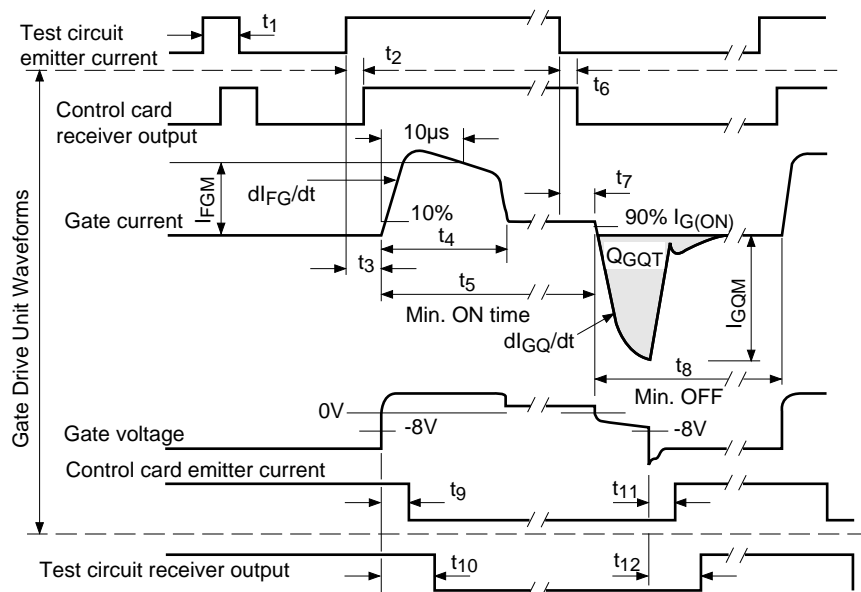 Test circuit
emitter current
t1
t2
t6
Control card
receiver output
10µs
IFGM
dIFG/dt
t7
Gate current
10%
90% IG(ON)
t4
QGQT
t3
t5
IGQM
Min. ON time
dIGQ/dt
t8
Min. OFF
Gate Drive Unit Waveforms
0V
-8V
-8V
Gate voltage
Control card emitter current
t9
t11
Test circuit receiver output
t10
t12